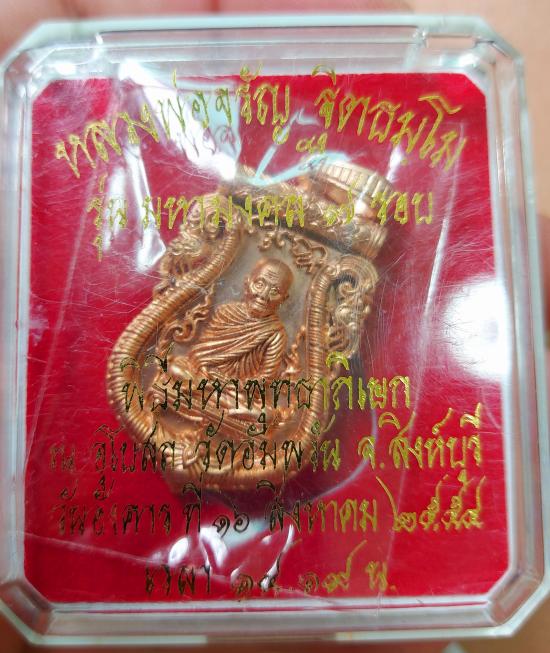 หลวงพ่อจรัญ ฐิตธมฺโม
รุ่น มหามงคล ๘๔ รอบ
พิธีมหาพุทธาภิเษก
ณ อุโบสถ วัดอัมพวัน จ.สิงห์บุรี
วันอังคาร ที่ ๑๖ สิงหาคม ๒๕๕๔
เวลา ๑๔.๑๙ น.